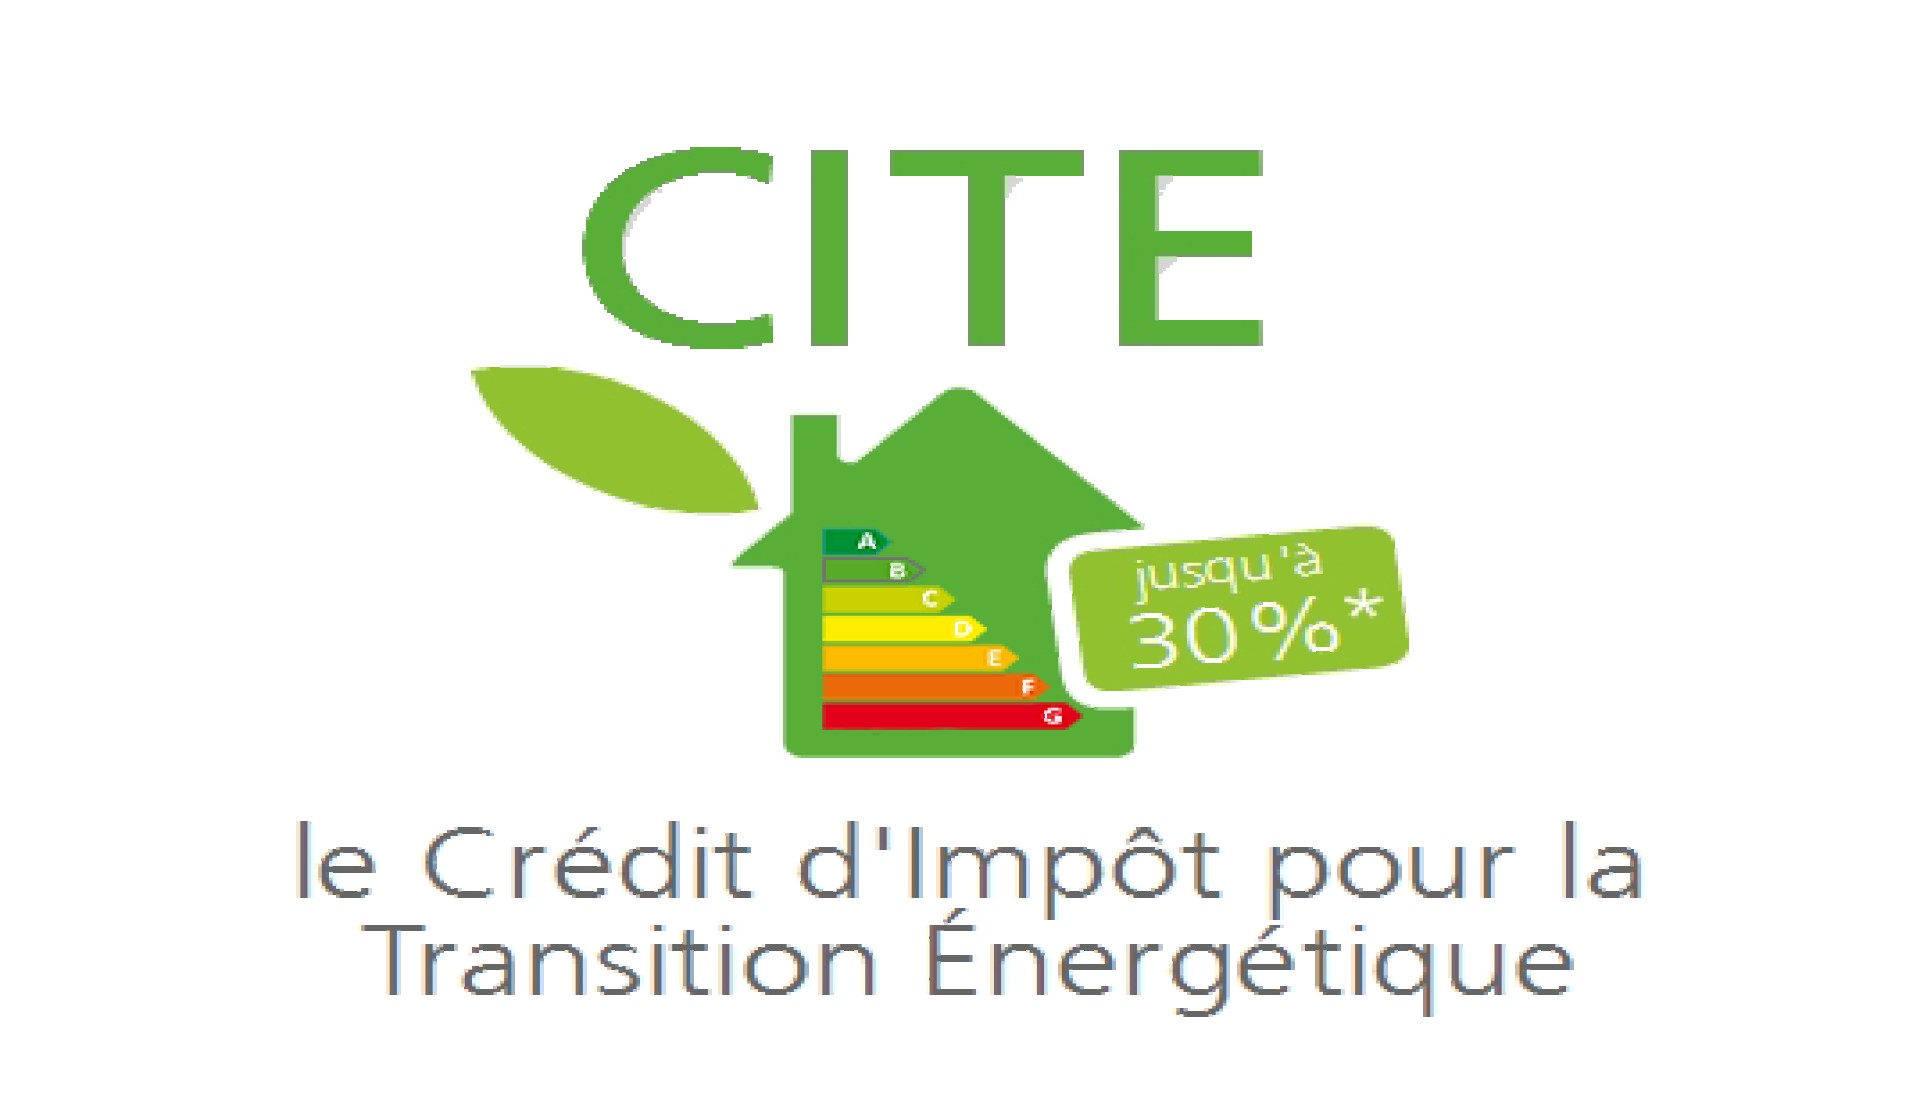 CITE
A
B
C
D
E
F
G
jusqu'à
30%*
le Crédit d'Impôt pour la
Transition Énergétique